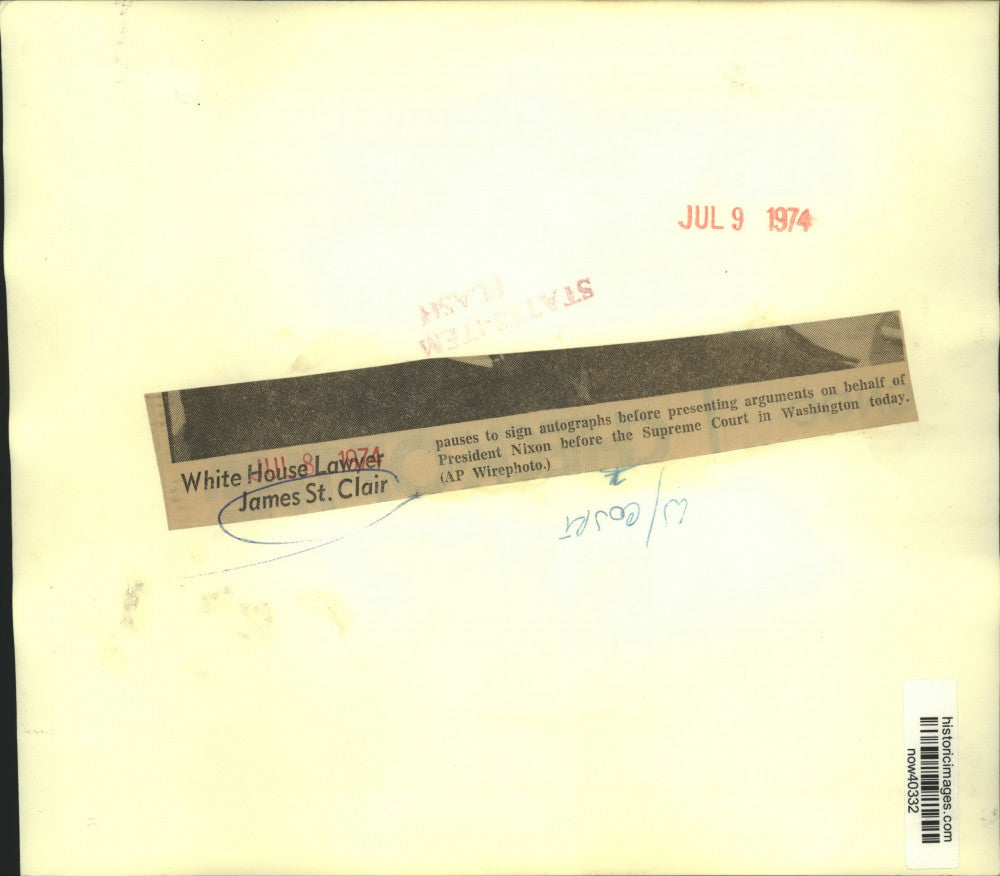 JUL 9 1974
STATES-ITEM
FLASH
JUL 8 1974
White House Lawyer
James St. Clair
pauses to sign autographs before presenting arguments on behalf of
President Nixon before the Supreme Court in Washington today.
(AP Wirephoto.)
W/
historicimages.com
now40332